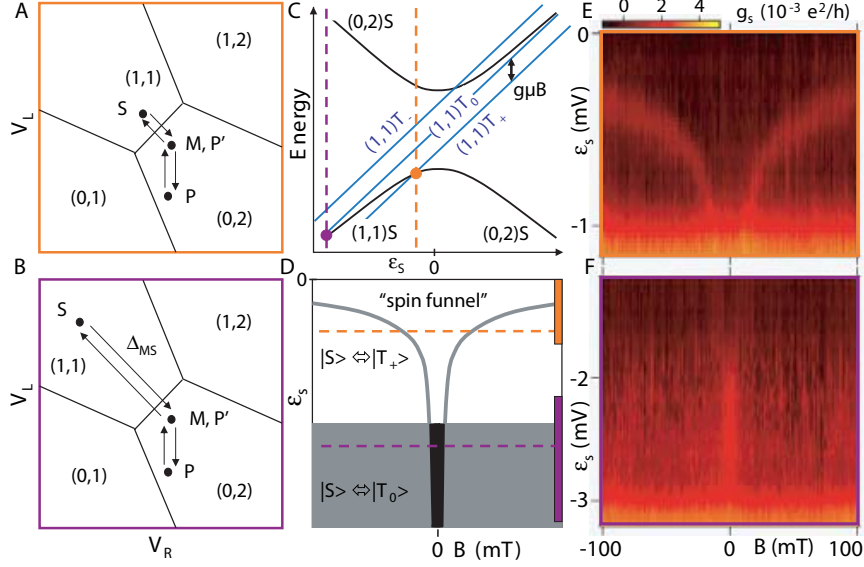 A
(1,2)
(1,1)
S
M, P'
P
(0,1)
(0,2)
V_L
B
S
Δ_MS
(1,2)
(1,1)
M, P'
P
(0,1)
(0,2)
V_L
V_R
C
(0,2)S
gμB
(1,1)T_-
(1,1)T_0
(1,1)T_+
(1,1)S
(0,2)S
Energy
ε_S
0
D
0
"spin funnel"
|S> ⇔|T_+>
|S> ⇔|T_0>
ε_s
0 B (mT)
E
0 2 4
g_s (10^-3 e^2/h)
0
-1
ε_s (mV)
F
-2
-3
ε_s (mV)
-100 0 100
B (mT)